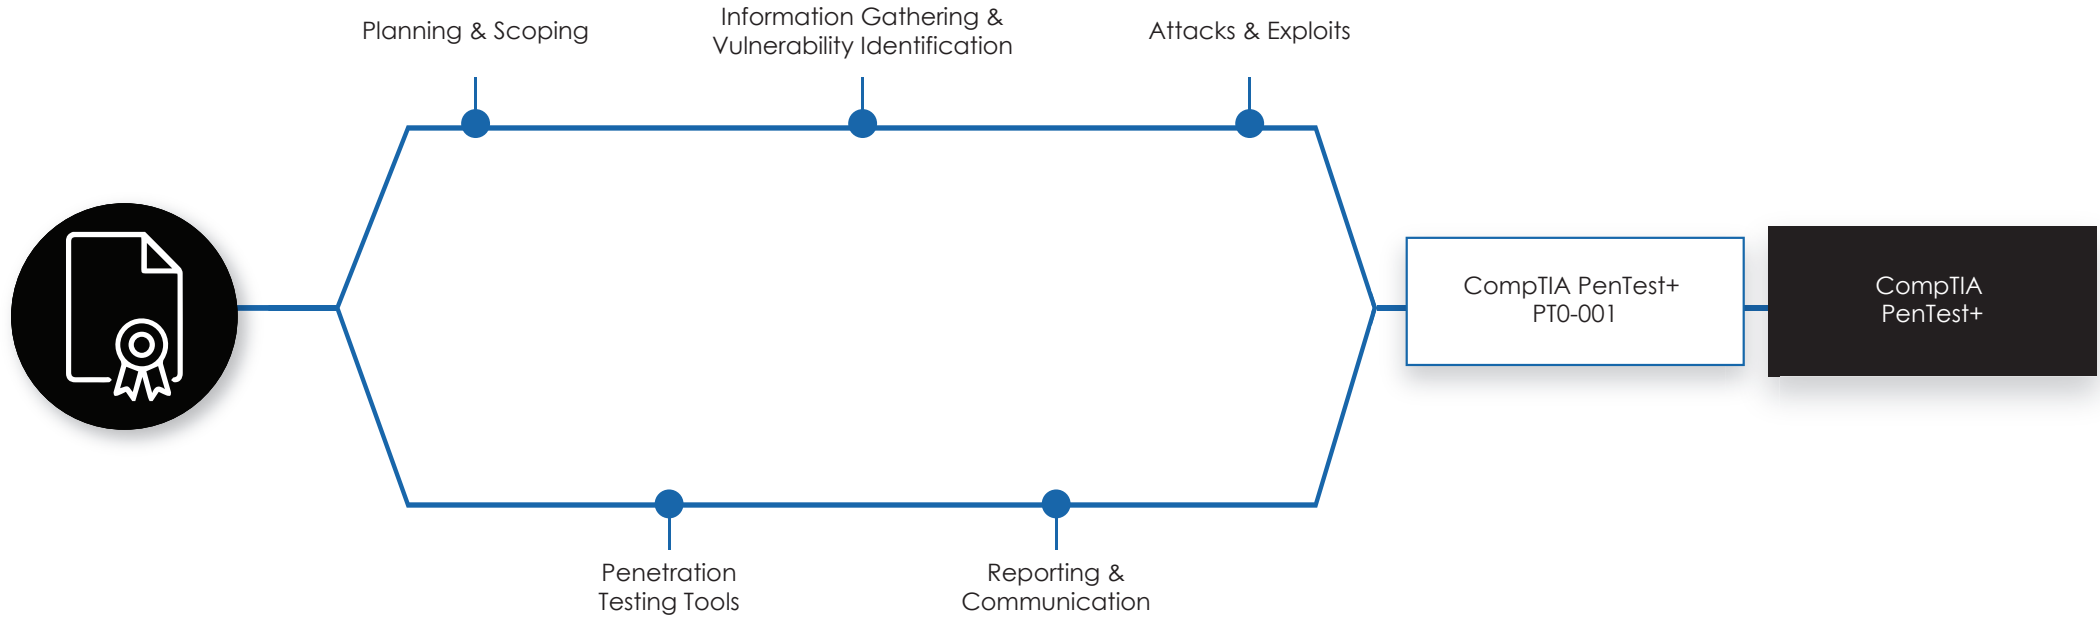 Planning & Scoping
Information Gathering &
Vulnerability Identification
Attacks & Exploits
CompTIA PenTest+
PT0-001
CompTIA
PenTest+
Penetration
Testing Tools
Reporting &
Communication